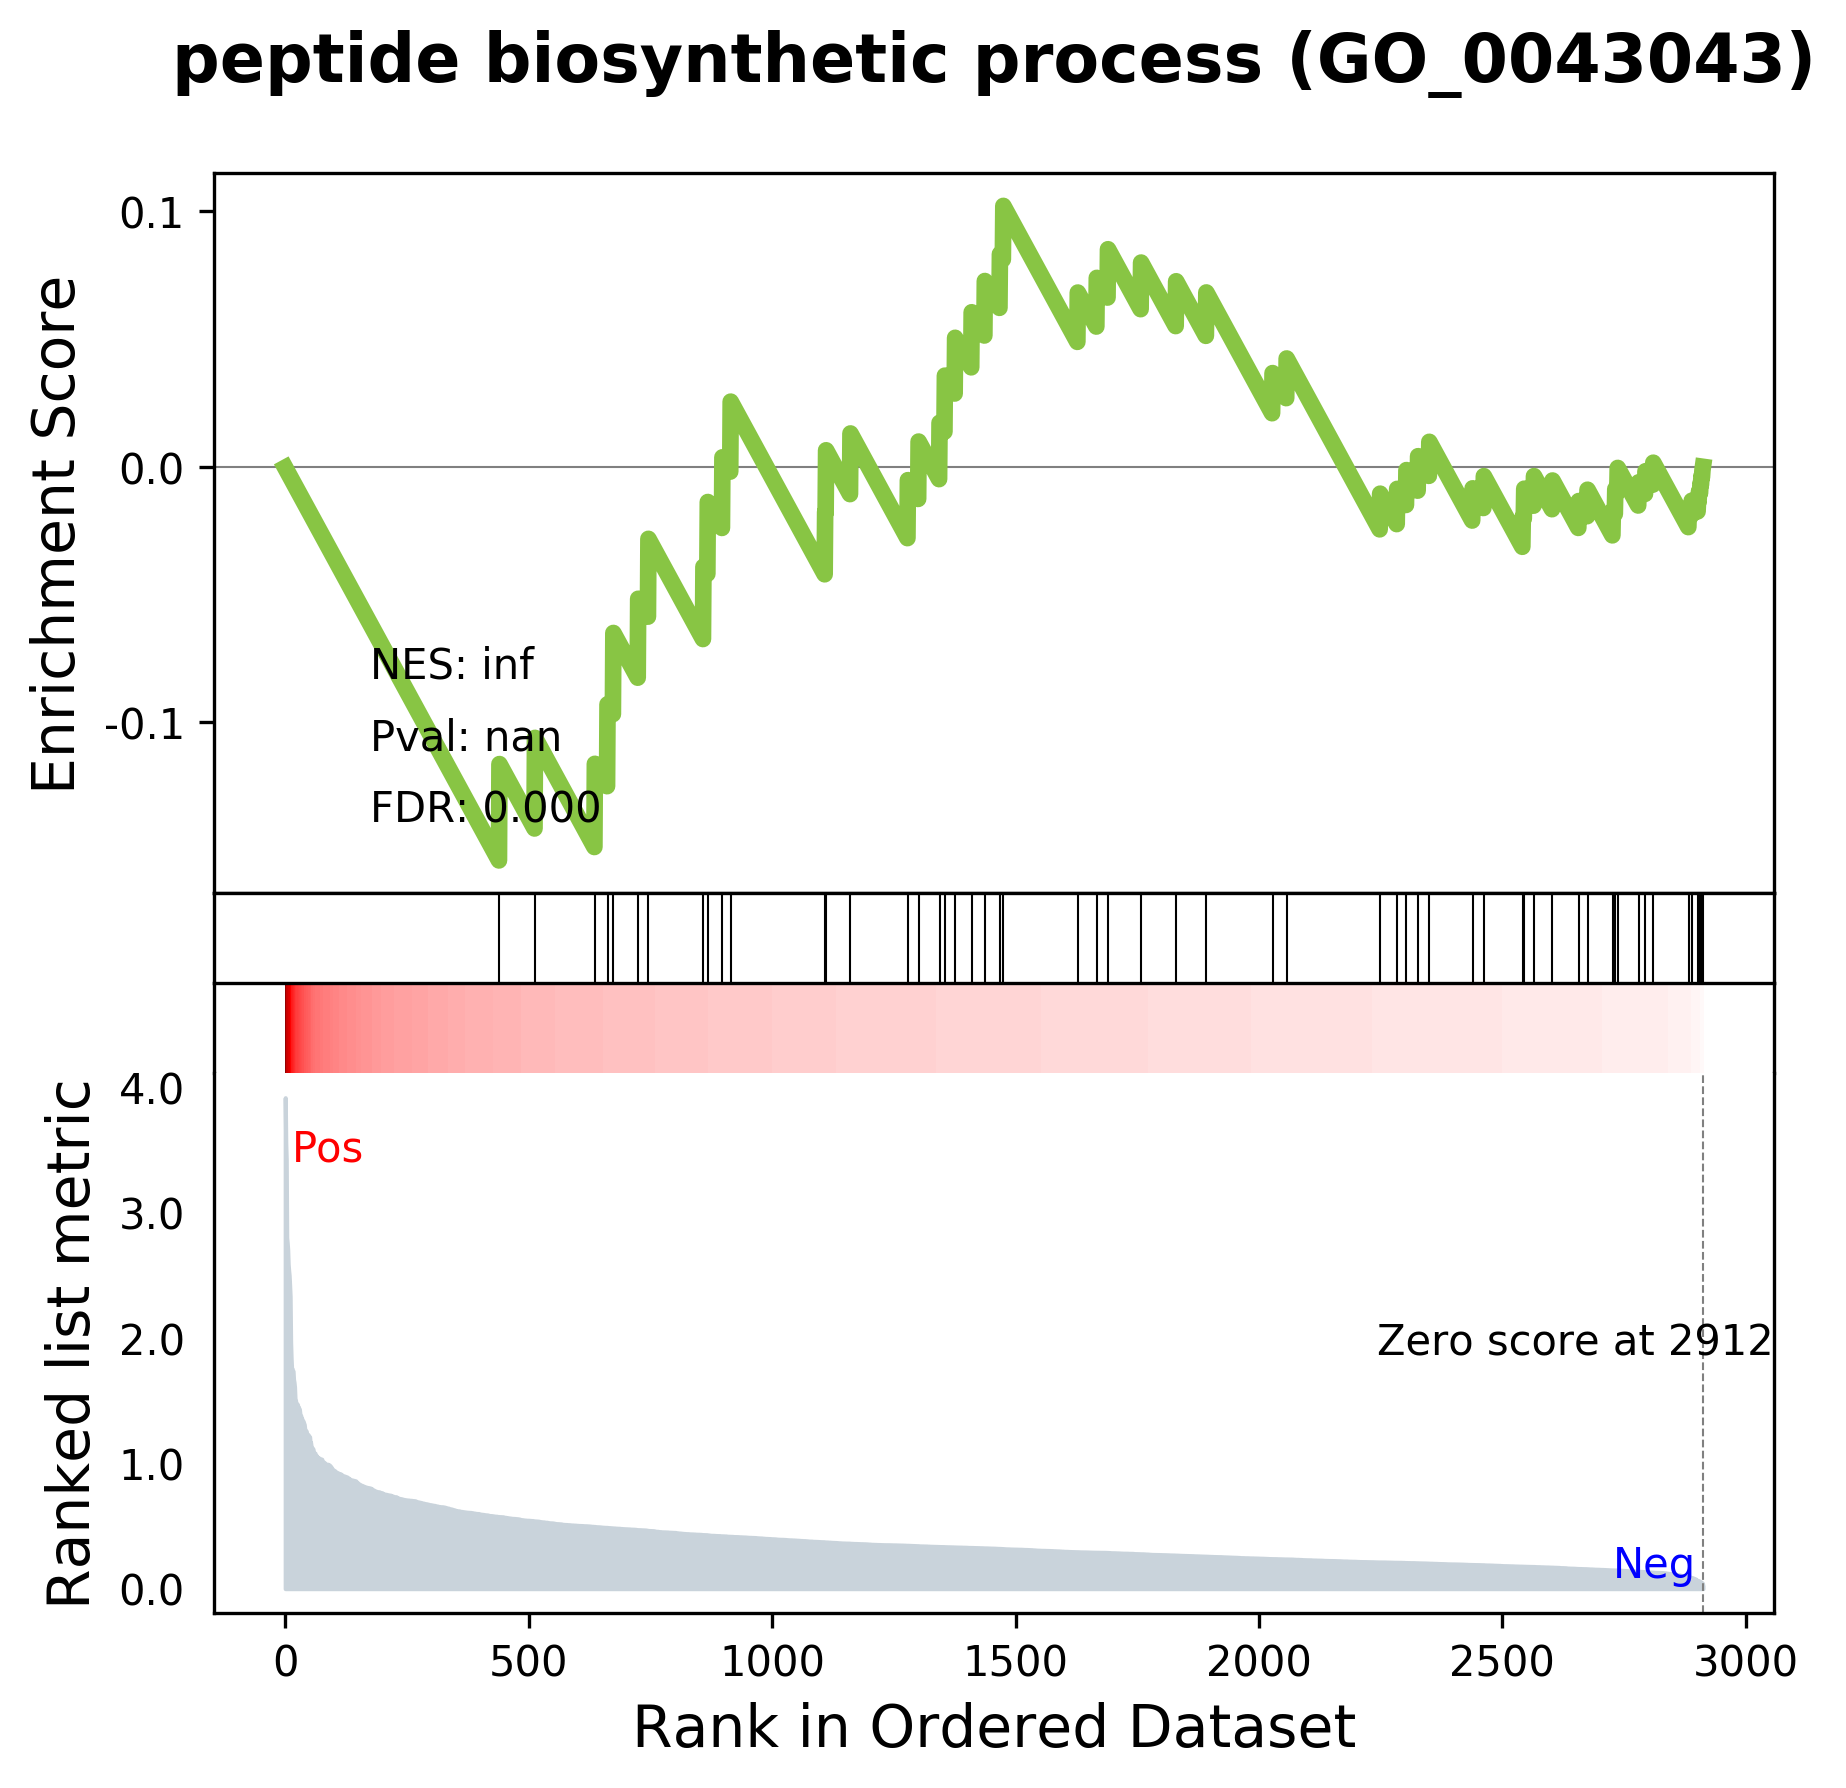 peptide biosynthetic process (GO_0043043)
Enrichment Score
0.1
0.0
-0.1
NES: inf
Pval: nan
FDR: 0.000
Ranked list metric
4.0
3.0
2.0
1.0
0.0
Pos
Zero score at 2912
Neg
0 500 1000 1500 2000 2500 3000
Rank in Ordered Dataset